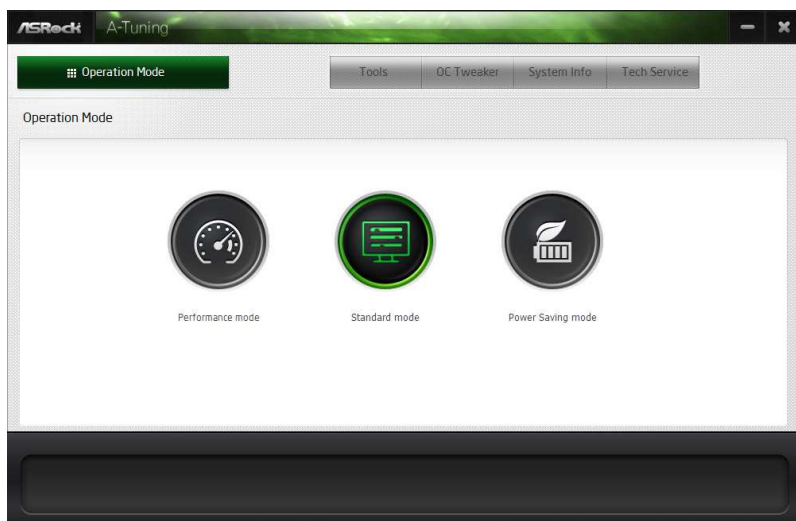 ASRock A-Tuning
Operation Mode Tools OC Tweaker System Info Tech Service
Operation Mode
Performance mode Standard mode Power Saving mode